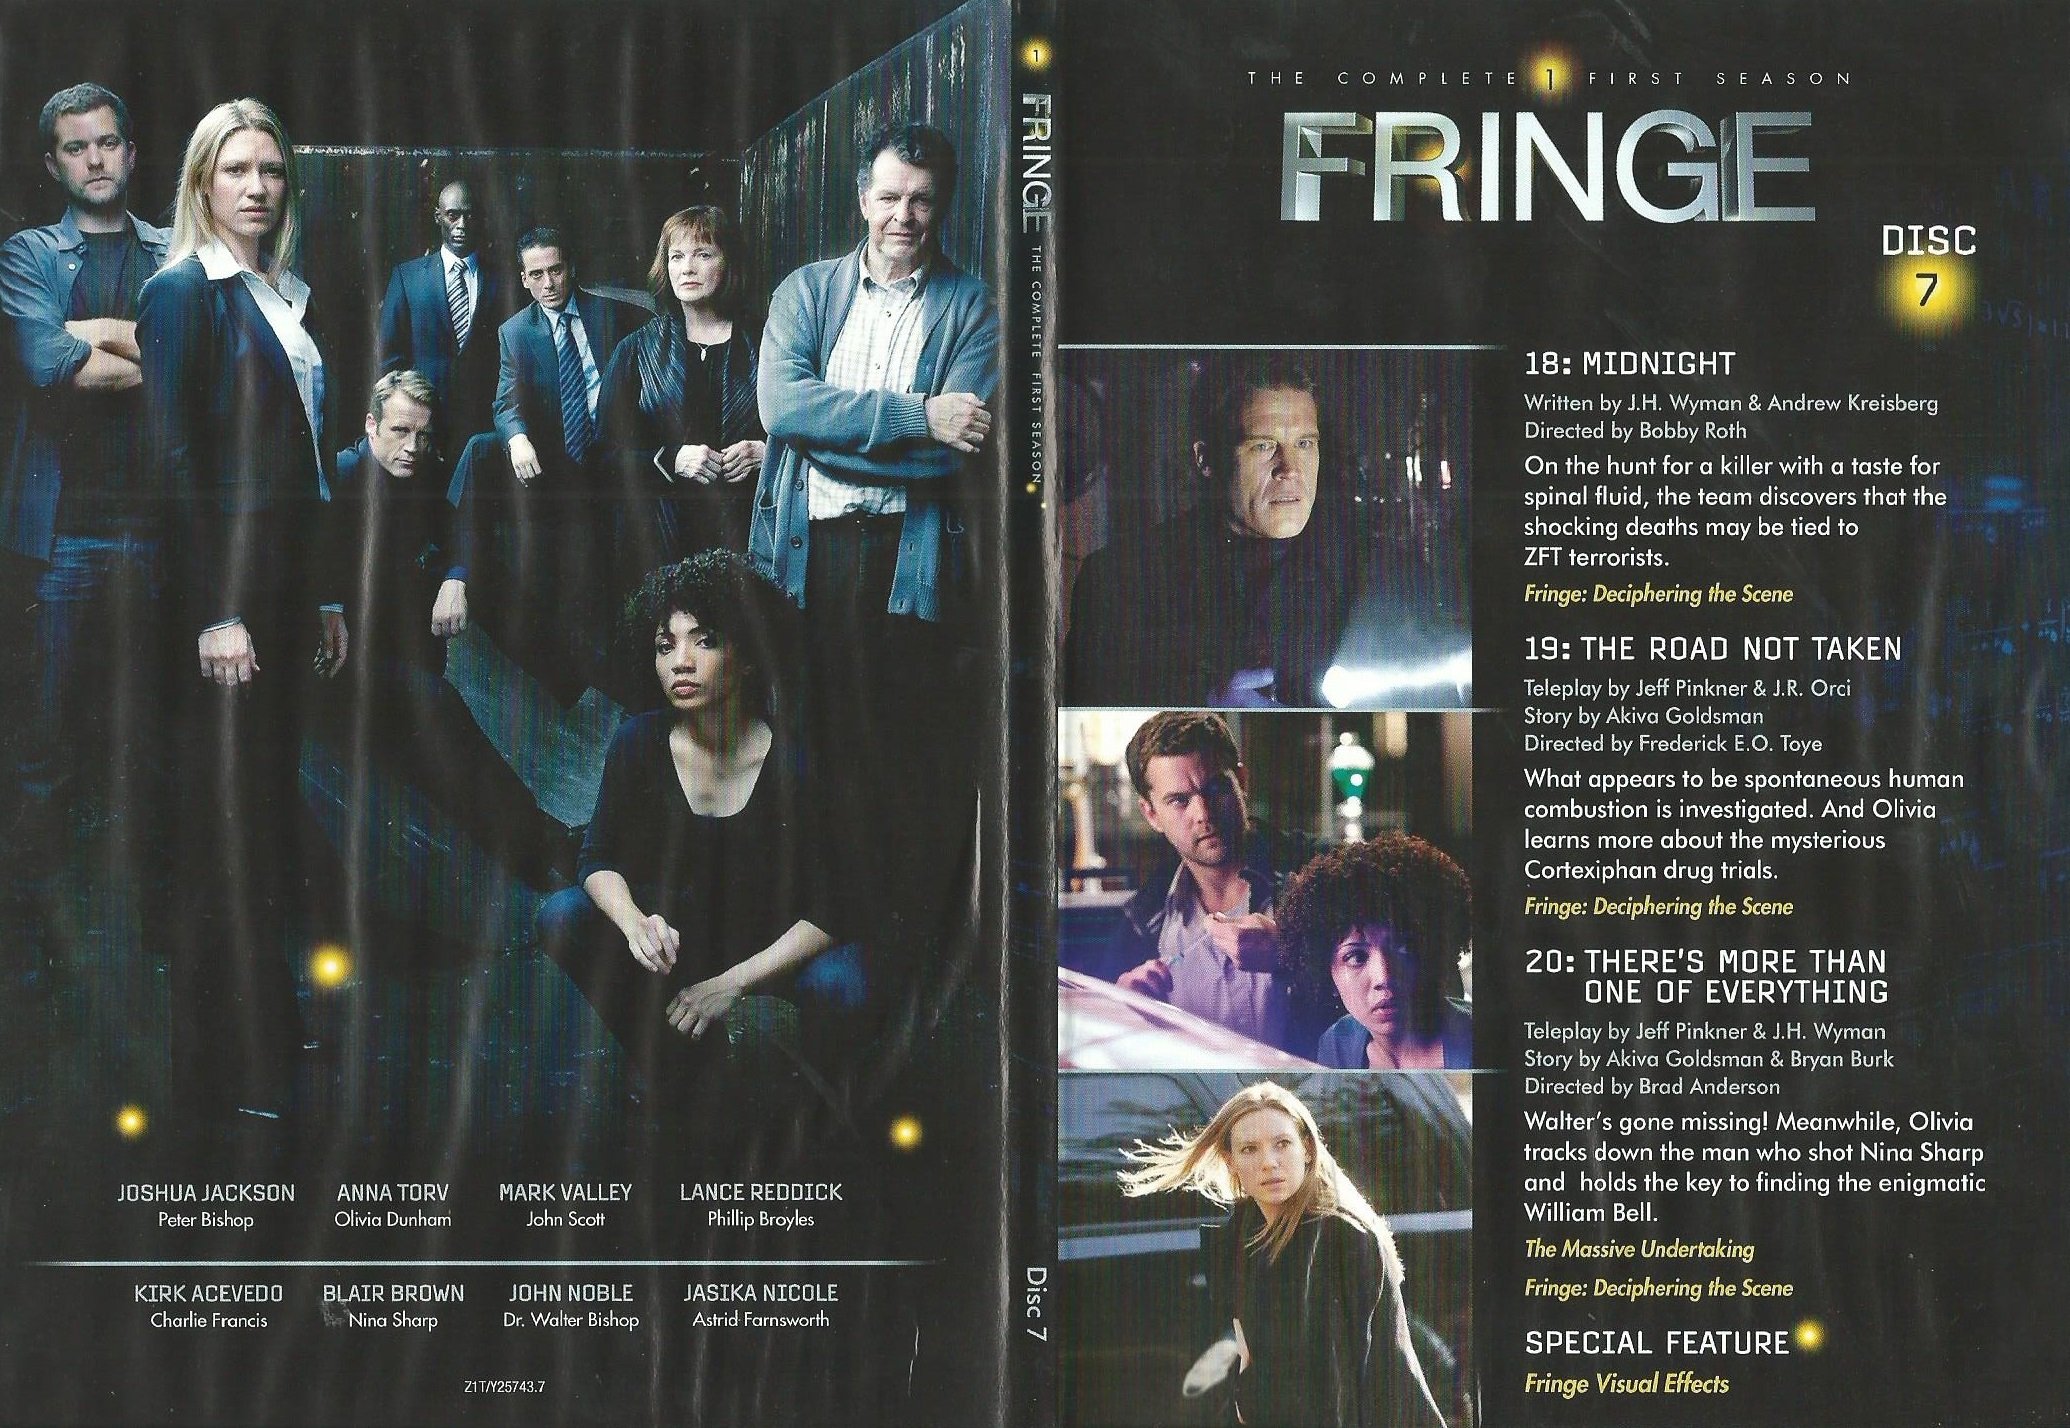 JOSHUA JACKSON
Peter Bishop
ANNA TORV
Olivia Dunham
MARK VALLEY
John Scott
LANCE REDDICK
Phillip Broyles
KIRK ACEVEDO
Charlie Francis
BLAIR BROWN
Nina Sharp
JOHN NOBLE
Dr. Walter Bishop
JASIKA NICOLE
Astrid Farnsworth
Z1T/Y25743.7
1
FRINGE
THE COMPLETE FIRST SEASON
Disc 7
THE COMPLETE 1 FIRST SEASON
FRINGE
DISC
7
18: MIDNIGHT
Written by J.H. Wyman & Andrew Kreisberg
Directed by Bobby Roth
On the hunt for a killer with a taste for
spinal fluid, the team discovers that the
shocking deaths may be tied to
ZFT terrorists.
Fringe: Deciphering the Scene
19: THE ROAD NOT TAKEN
Teleplay by Jeff Pinkner & J.R. Orci
Story by Akiva Goldsman
Directed by Frederick E.O. Toye
What appears to be spontaneous human
combustion is investigated. And Olivia
learns more about the mysterious
Cortexiphan drug trials.
Fringe: Deciphering the Scene
20: THERE'S MORE THAN
ONE OF EVERYTHING
Teleplay by Jeff Pinkner & J.H. Wyman
Story by Akiva Goldsman & Bryan Burk
Directed by Brad Anderson
Walter's gone missing! Meanwhile, Olivia
tracks down the man who shot Nina Sharp
and holds the key to finding the enigmatic
William Bell.
The Massive Undertaking
Fringe: Deciphering the Scene
SPECIAL FEATURE
Fringe Visual Effects